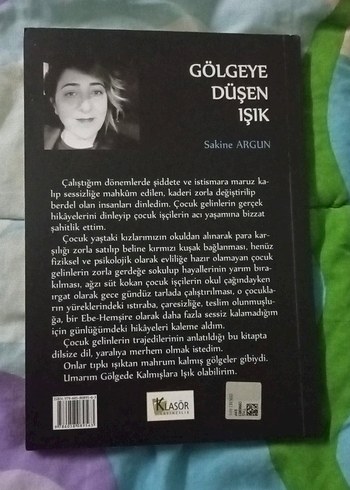 GÖLGEYE
DÜŞEN
IŞIK
Sakine ARGUN
Çalıştığım dönemlerde şiddete ve istismara maruz ka-
lıp sessizliğe mahkûm edilen, kaderi zorla değiştirilip
berdel olan insanları dinledim. Çocuk gelinlerin gerçek
hikâyelerini dinleyip çocuk işçilerin acı yaşamına bizzat
şahitlik ettim.
Çocuk yaştaki kızlarımızın okuldan alınarak para kar-
şılığı zorla satılıp beline kırmızı kuşak bağlanması, henüz
fiziksel ve psikolojik olarak evliliğe hazır olamayan çocuk
gelinlerin zorla gerdeğe sokulup hayallerinin yarım bıra-
kılması, ağzı süt kokan çocuk işçilerin okul çağındayken
ırgat olarak gece gündüz tarlada çalıştırılması, o çocukla-
rın yüreklerindeki ıstıraba, çaresizliğe, teslim olunmuşlu-
ğa, bir Ebe-Hemşire olarak daha fazla sessiz kalamadığım
için günlüğümdeki hikâyeleri kaleme aldım.
Çocuk gelinlerin trajedilerinin anlatıldığı bu kitapta
dilsize dil, yaralıya merhem olmak istedim.
Onlar tıpkı ışıktan mahrum kalmış gölgeler gibiydi.
Umarım Gölgede Kalmışlara Işık olabilirim.
KLASÖR